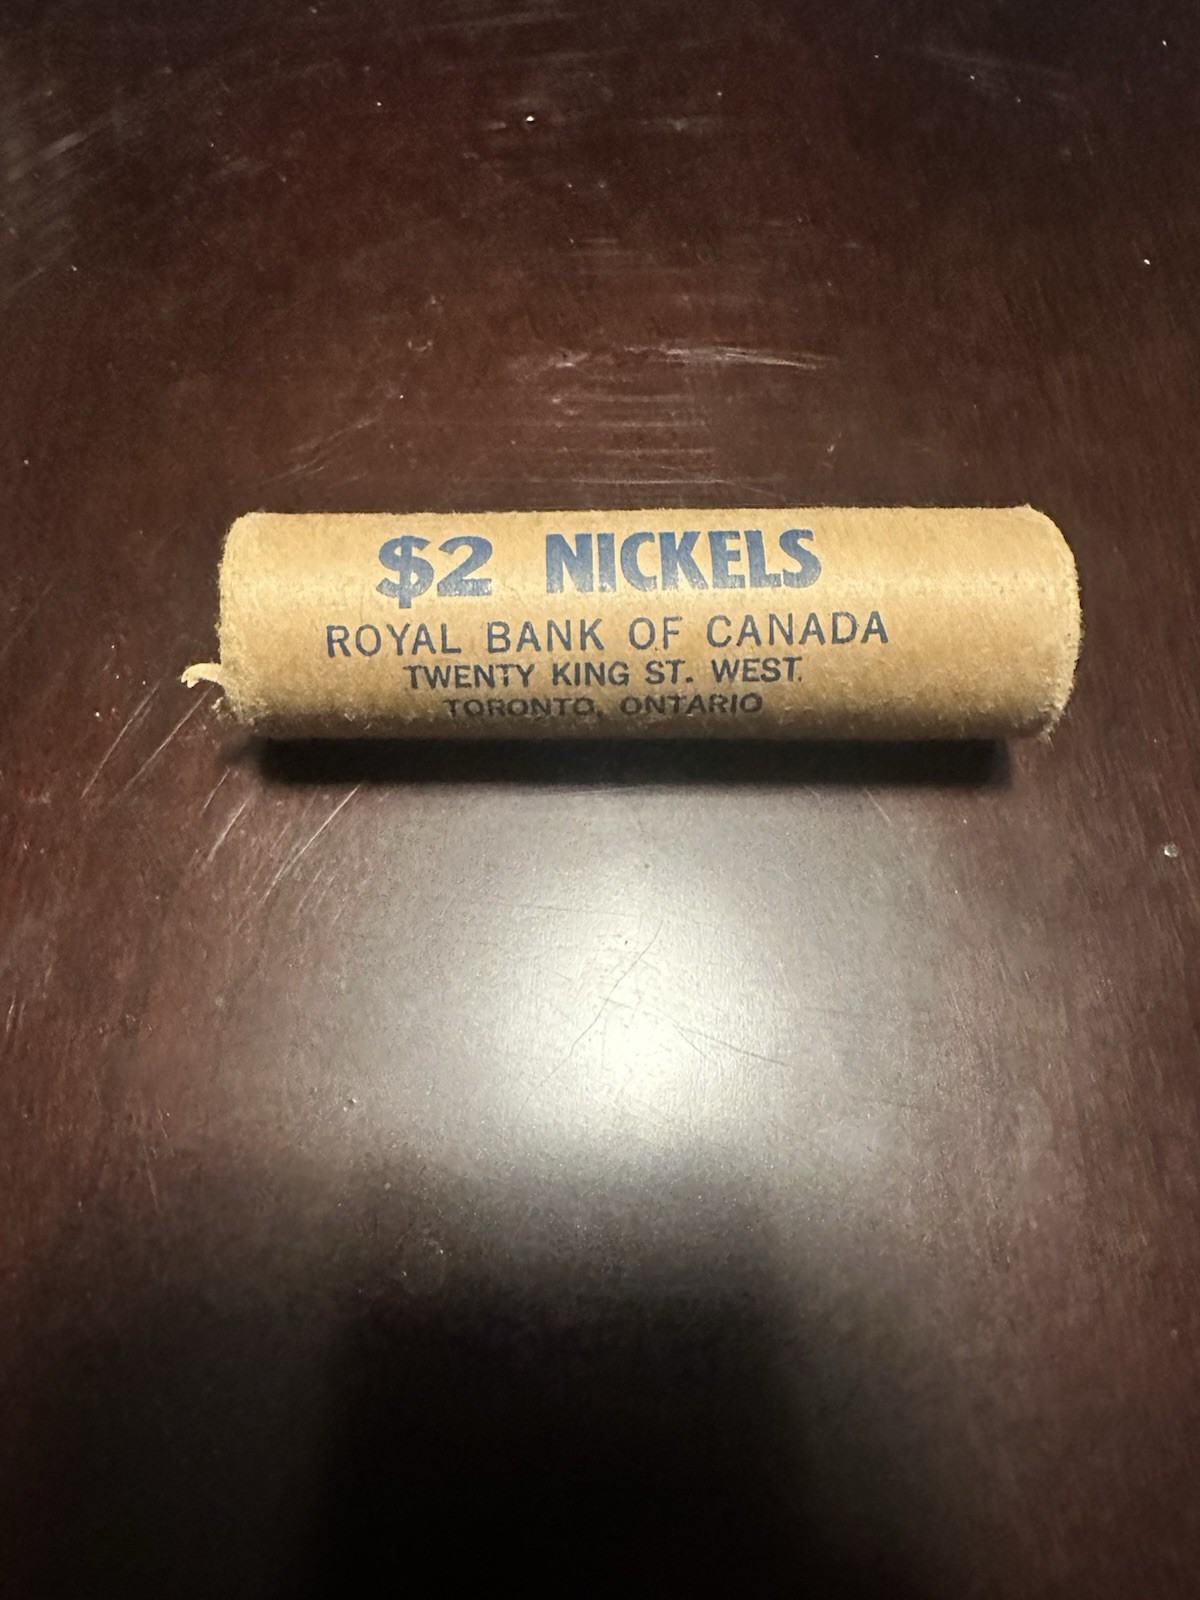 $2 NICKELS
ROYAL BANK OF CANADA
TWENTY KING ST. WEST.
TORONTO, ONTARIO